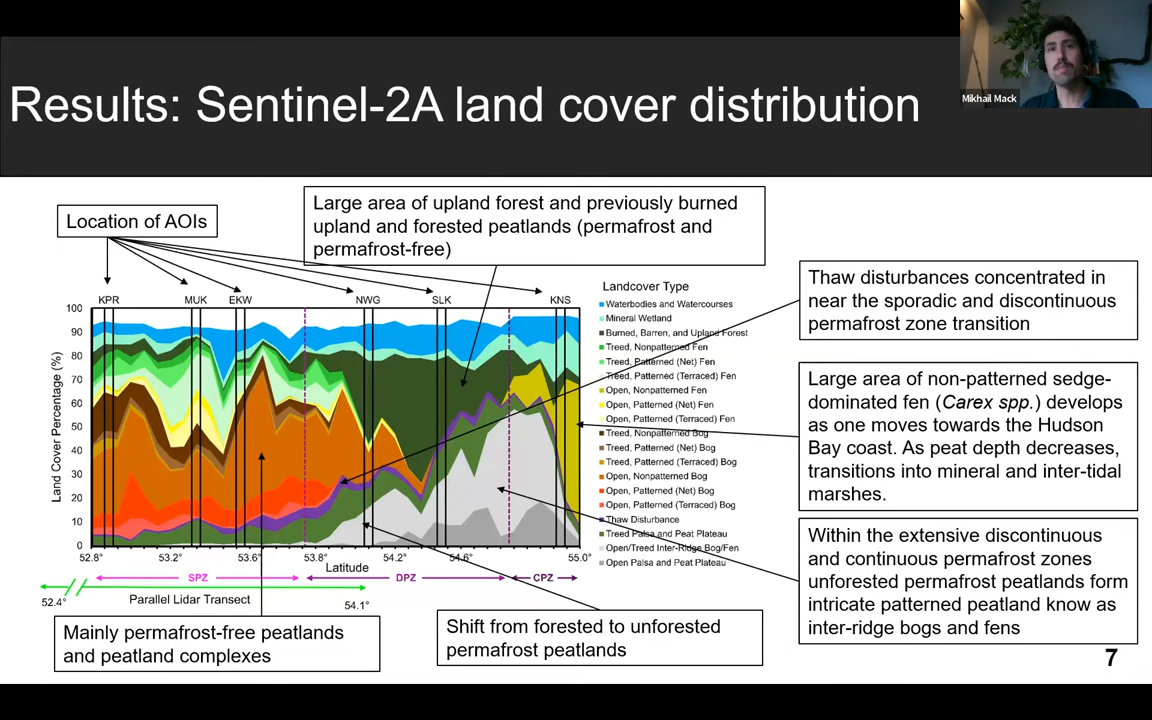 Mikhail Mack
Results: Sentinel-2A land cover distribution
Location of AOIs
Large area of upland forest and previously burned
upland and forested peatlands (permafrost and
permafrost-free)
Thaw disturbances concentrated in
near the sporadic and discontinuous
permafrost zone transition
Large area of non-patterned sedge-
dominated fen (Carex spp.) develops
as one moves towards the Hudson
Bay coast. As peat depth decreases,
transitions into mineral and inter-tidal
marshes.
Within the extensive discontinuous
and continuous permafrost zones
unforested permafrost peatlands form
intricate patterned peatland know as
inter-ridge bogs and fens
KPR MUK EKW NWG SLK KNS
Land Cover Percentage (%)
100
90
80
70
60
50
40
30
20
10
0
52.8° 53.2° 53.6° 53.8° 54.2° 54.6° 55.0°
Latitude
SPZ DPZ CPZ
52.4° Parallel Lidar Transect 54.1°
Landcover Type
Waterbodies and Watercourses
Mineral Wetland
Burned, Barren, and Upland Forest
Treed, Nonpatterned Fen
Treed, Patterned (Net) Fen
Treed, Patterned (Terraced) Fen
Open, Nonpatterned Fen
Open, Patterned (Net) Fen
Open, Patterned (Terraced) Fen
Treed, Nonpatterned Bog
Treed, Patterned (Net) Bog
Treed, Patterned (Terraced) Bog
Open, Nonpatterned Bog
Open, Patterned (Net) Bog
Open, Patterned (Terraced) Bog
Thaw Disturbance
Treed Palsa and Peat Plateau
Open/Treed Inter-Ridge Bog/Fen
Open Palsa and Peat Plateau
Mainly permafrost-free peatlands
and peatland complexes
Shift from forested to unforested
permafrost peatlands
7